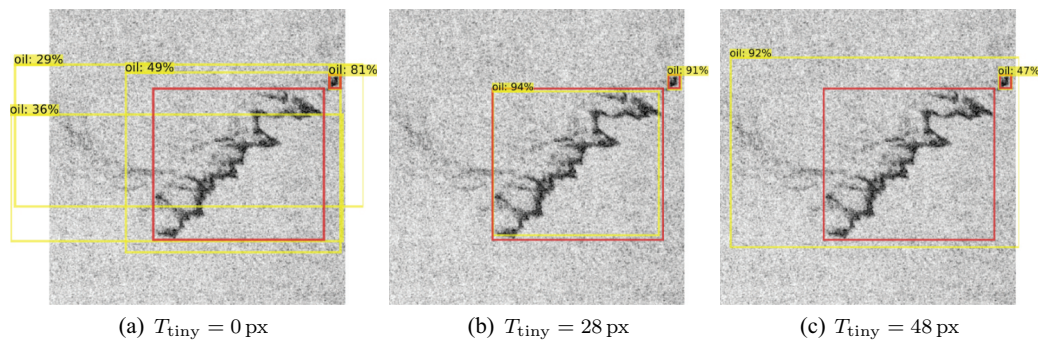 oil: 29%
oil: 49%
oil: 81%
oil: 36%
oil: 94%
oil: 91%
oil: 92%
oil: 47%
(a) T_tiny = 0 px
(b) T_tiny = 28 px
(c) T_tiny = 48 px